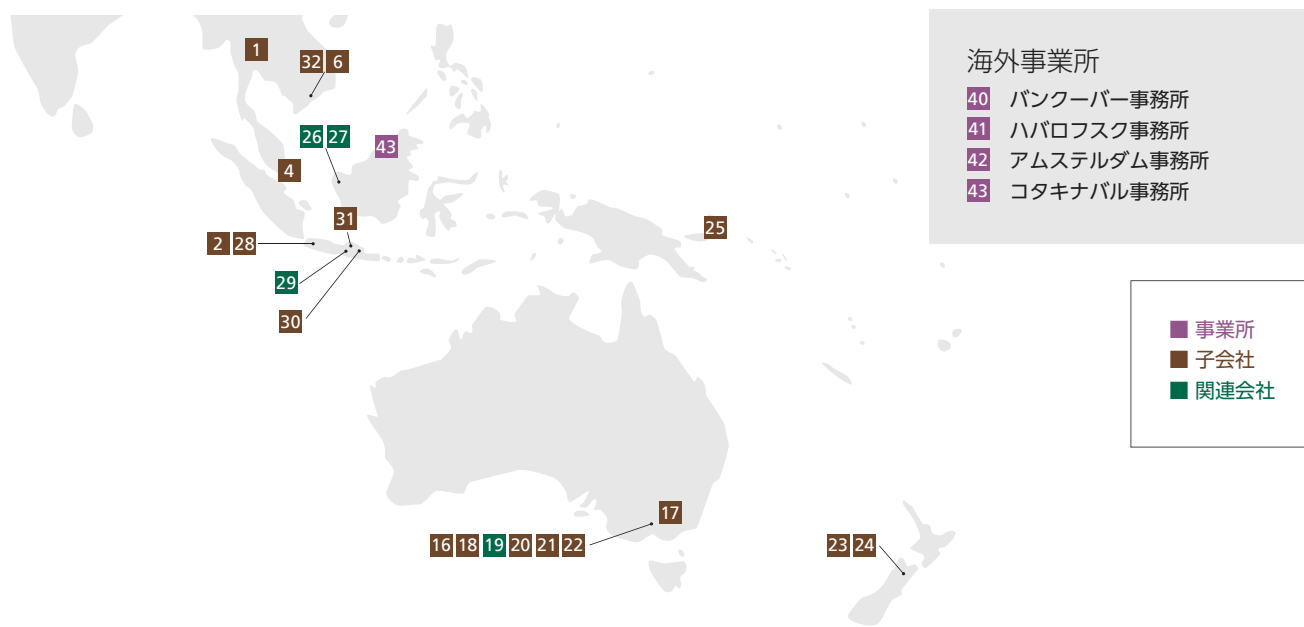 1
32 6
26 27
43
4
31
25
2 28
29
30
17
16 18 19 20 21 22
23 24
海外事業所
40 バンクーバー事務所
41 ハバロフスク事務所
42 アムステルダム事務所
43 コタキナバル事務所
事業所
子会社
関連会社